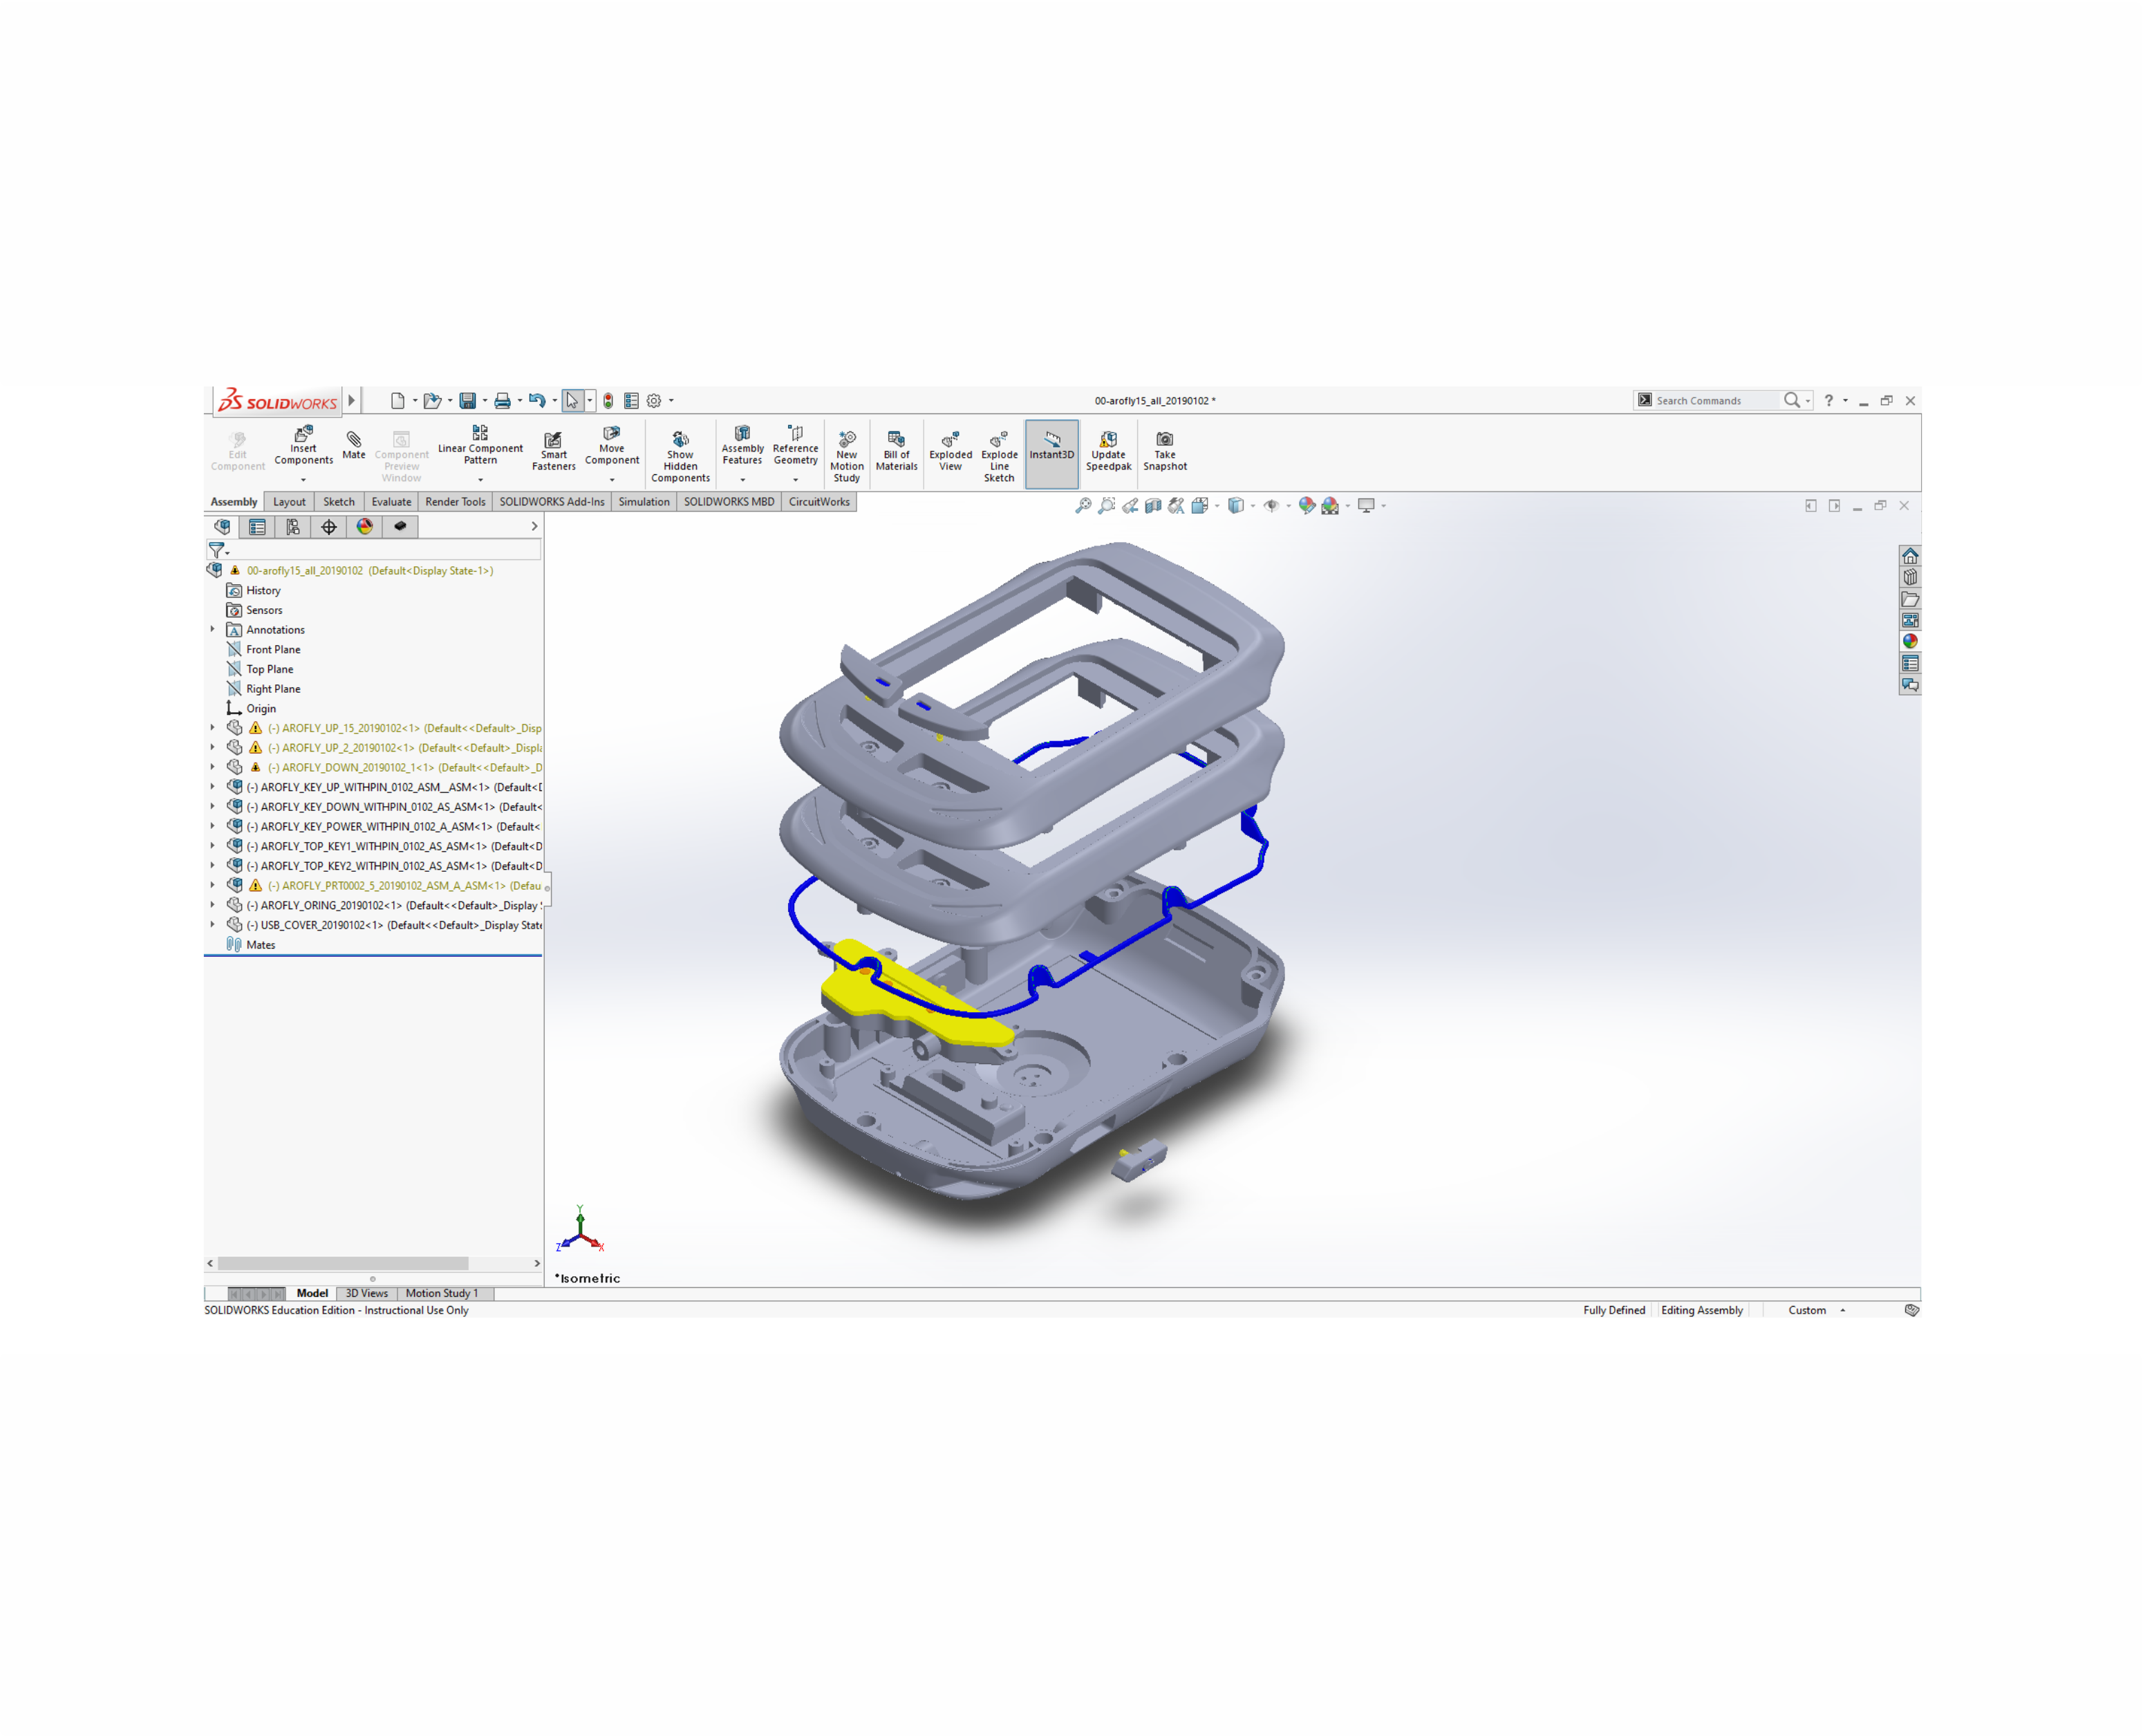 SOLIDWORKS
00-arofly15_all_20190102 *
Search Commands
?
Edit Component
Insert Components
Mate
Component Preview Window
Linear Component Pattern
Smart Fasteners
Move Component
Show Hidden Components
Assembly Features
Reference Geometry
New Motion Study
Bill of Materials
Exploded View
Explode Line Sketch
Instant3D
Update Speedpak
Take Snapshot
Assembly
Layout
Sketch
Evaluate
Render Tools
SOLIDWORKS Add-Ins
Simulation
SOLIDWORKS MBD
CircuitWorks
00-arofly15_all_20190102 (Default<Display State-1>)
History
Sensors
Annotations
Front Plane
Top Plane
Right Plane
Origin
(-) AROFLY_UP_15_20190102<1> (Default<<Default>_Disp
(-) AROFLY_UP_2_20190102<1> (Default<<Default>_Displa
(-) AROFLY_DOWN_20190102_1<1> (Default<<Default>_D
(-) AROFLY_KEY_UP_WITHPIN_0102_ASM__ASM<1> (Default<D
(-) AROFLY_KEY_DOWN_WITHPIN_0102_AS_ASM<1> (Default<
(-) AROFLY_KEY_POWER_WITHPIN_0102_A_ASM<1> (Default<
(-) AROFLY_TOP_KEY1_WITHPIN_0102_AS_ASM<1> (Default<D
(-) AROFLY_TOP_KEY2_WITHPIN_0102_AS_ASM<1> (Default<D
(-) AROFLY_PRT0002_5_20190102_ASM_A_ASM<1> (Defau
(-) AROFLY_ORING_20190102<1> (Default<<Default>_Display
(-) USB_COVER_20190102<1> (Default<<Default>_Display State
Mates
Y
Z
X
*Isometric
Model
3D Views
Motion Study 1
SOLIDWORKS Education Edition - Instructional Use Only
Fully Defined
Editing Assembly
Custom